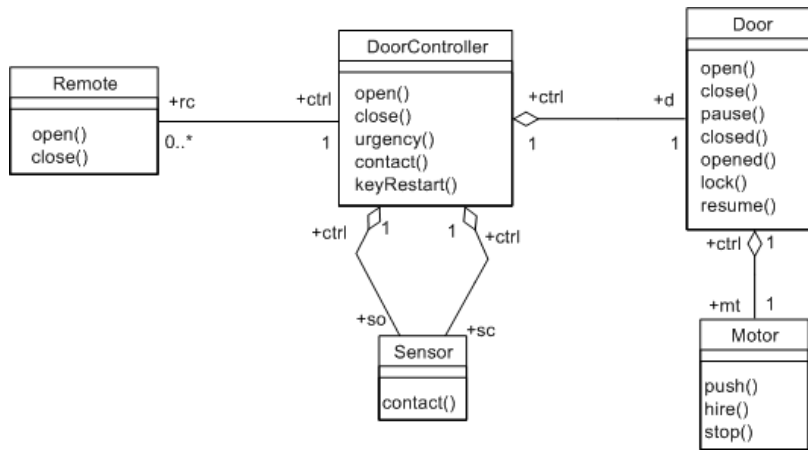 Remote
open()
close()
+rc
0..*
+ctrl
1
DoorController
open()
close()
urgency()
contact()
keyRestart()
+ctrl
1
+d
1
Door
open()
close()
pause()
closed()
opened()
lock()
resume()
+ctrl
1
1
+ctrl
+so
+sc
Sensor
contact()
+ctrl
1
+mt
1
Motor
push()
hire()
stop()